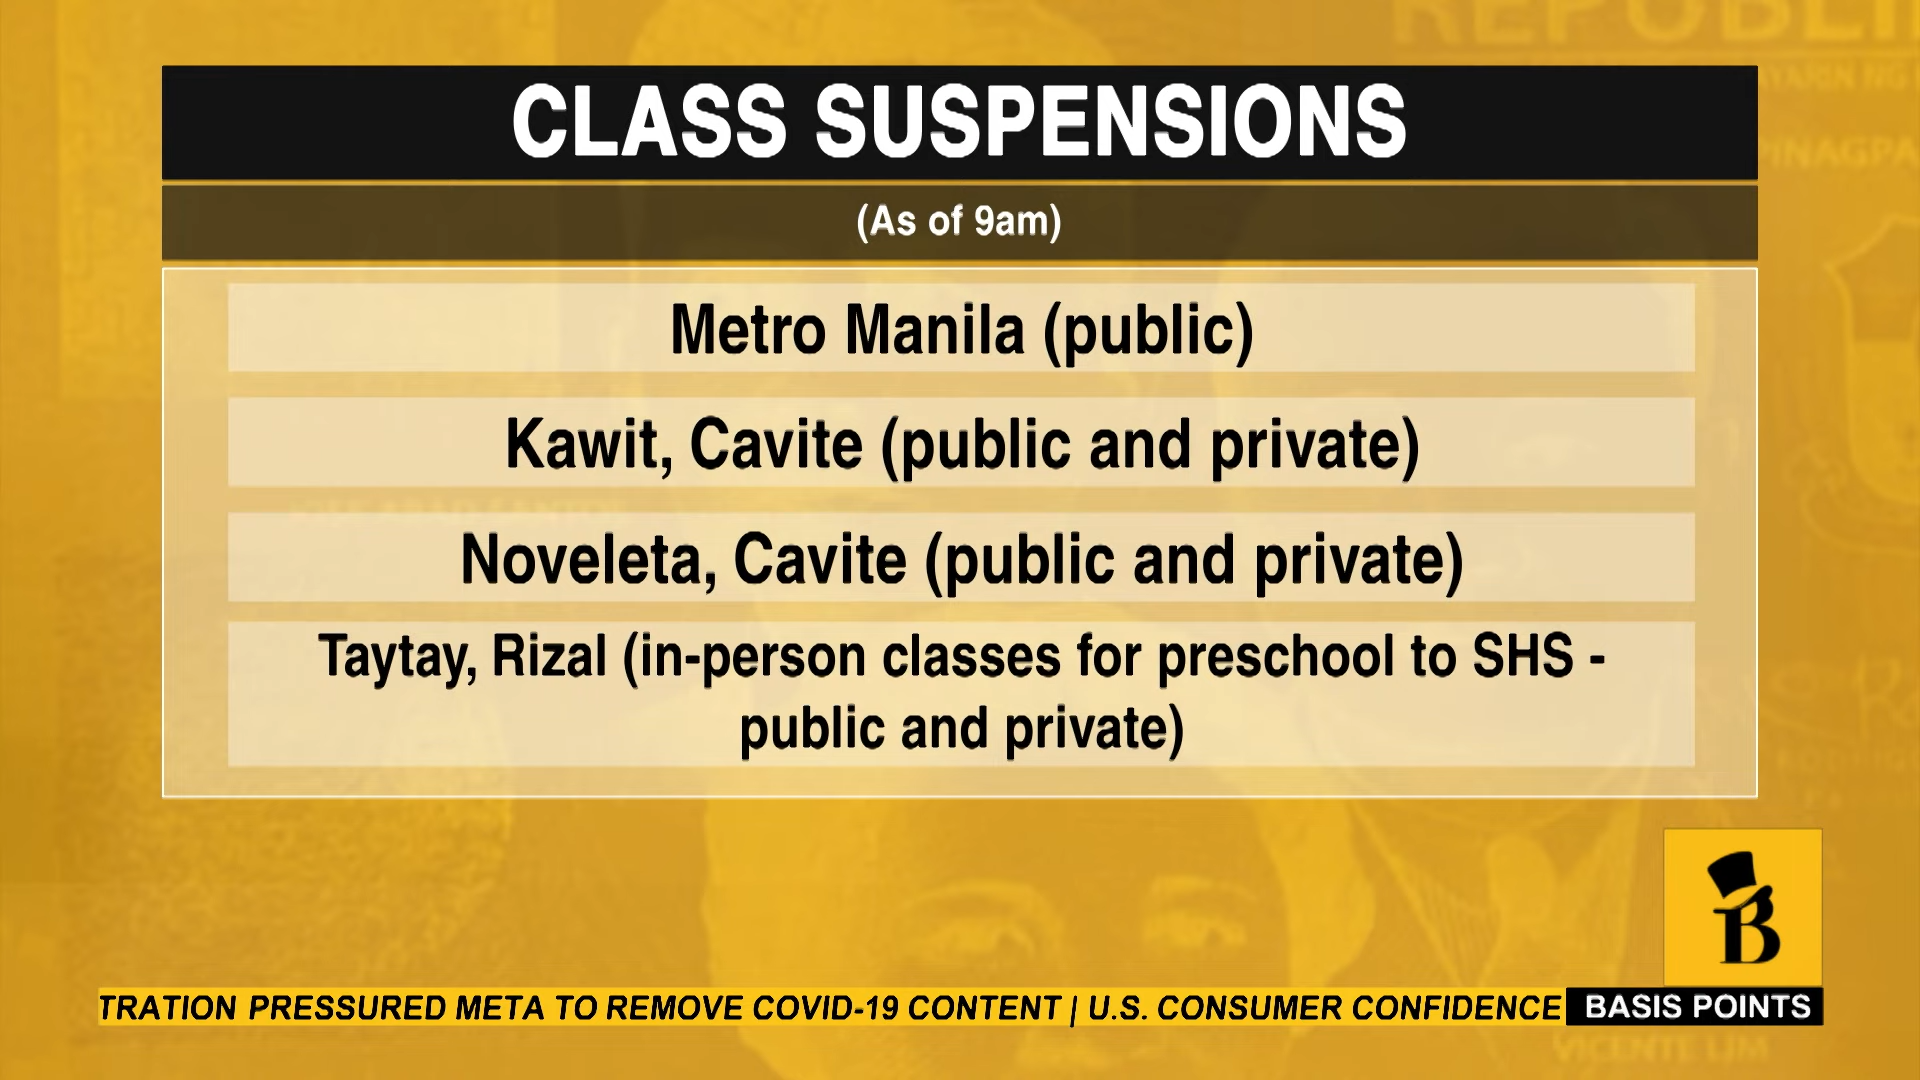 CLASS SUSPENSIONS
(As of 9am)
Metro Manila (public)
Kawit, Cavite (public and private)
Noveleta, Cavite (public and private)
Taytay, Rizal (in-person classes for preschool to SHS -
public and private)
B
TRATION PRESSURED META TO REMOVE COVID-19 CONTENT | U.S. CONSUMER CONFIDENCE
BASIS POINTS
VICENTE LIM